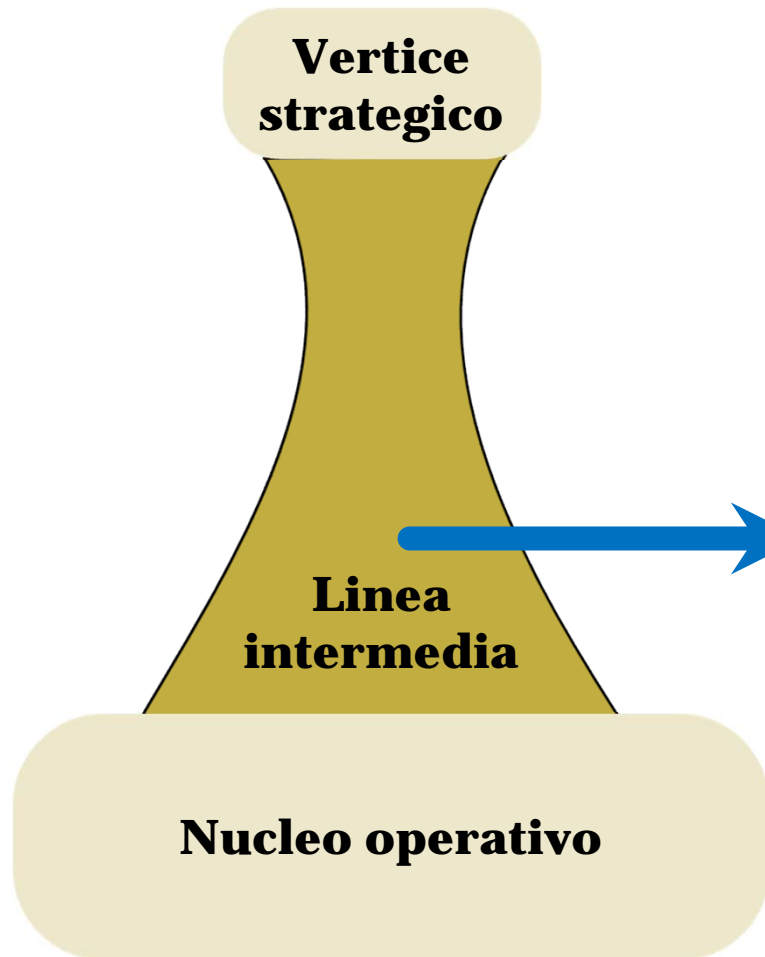 Vertice
strategico
Linea
intermedia
Nucleo operativo